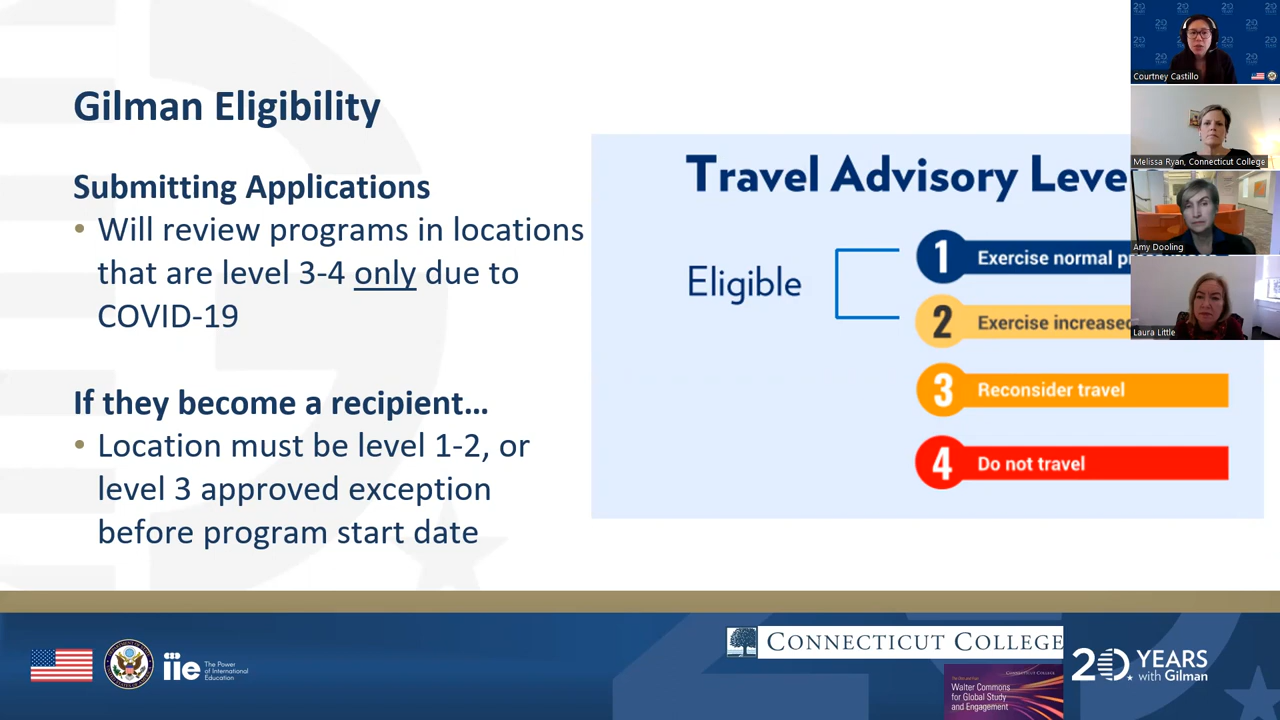 Gilman Eligibility
Submitting Applications
• Will review programs in locations
that are level 3-4 only due to
COVID-19
If they become a recipient...
• Location must be level 1-2, or
level 3 approved exception
before program start date
Travel Advisory Leve
Eligible
1 Exercise normal
2 Exercise increased
3 Reconsider travel
4 Do not travel
Courtney Castillo
Melissa Ryan, Connecticut College
Amy Dooling
Laura Little
iie The Power
of International
Education
CONNECTICUT COLLEGE
CONNECTICUT COLLEGE
Walter Commons
for Global Study
and Engagement
20 YEARS
with Gilman